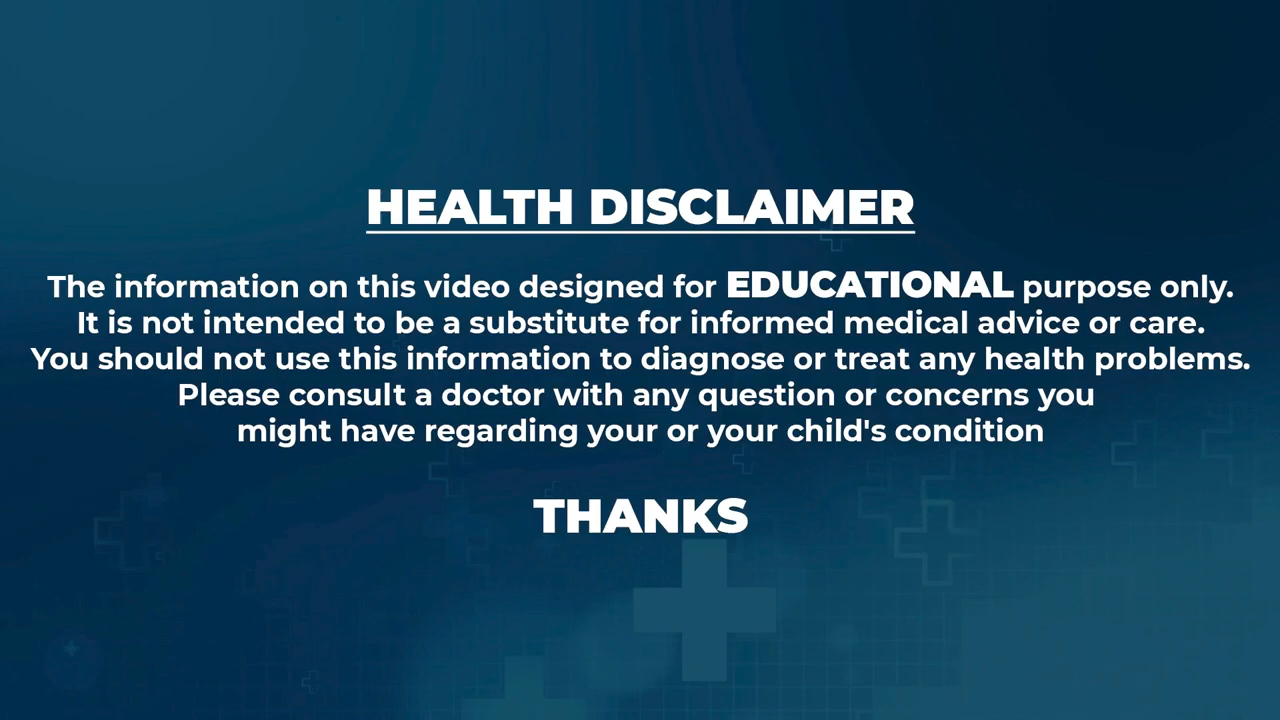 HEALTH DISCLAIMER
The information on this video designed for EDUCATIONAL purpose only.
It is not intended to be a substitute for informed medical advice or care.
You should not use this information to diagnose or treat any health problems.
Please consult a doctor with any question or concerns you
might have regarding your or your child's condition
THANKS